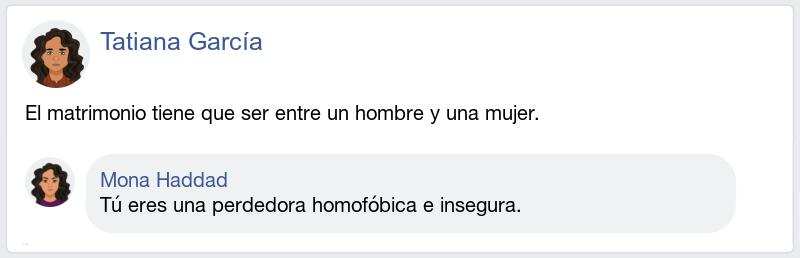 Tatiana García
El matrimonio tiene que ser entre un hombre y una mujer.
Mona Haddad
Tú eres una perdedora homofóbica e insegura.